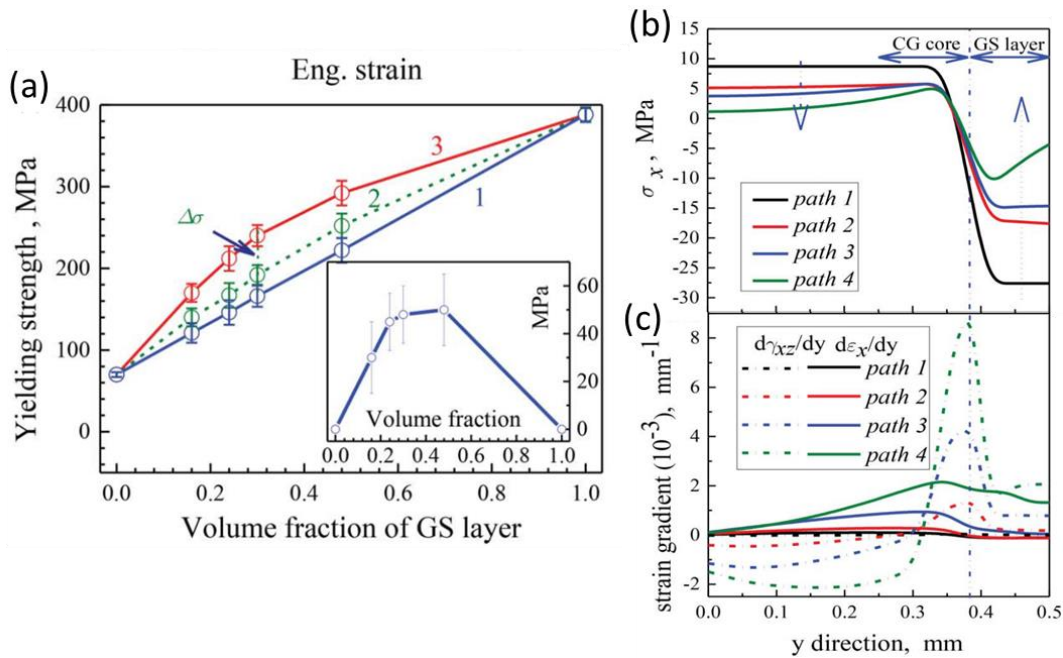 (a)
Eng. strain
Yielding strength, MPa
400
300
200
100
0
0.0 0.2 0.4 0.6 0.8 1.0
Volume fraction of GS layer
Δσ
3
2
1
MPa
60
40
20
0
Volume fraction
0.0 0.2 0.4 0.6 0.8 1.0
(b)
σx, MPa
15
10
5
0
-5
-10
-15
-20
-25
-30
CG core GS layer
path 1
path 2
path 3
path 4
(c)
strain gradient (10-3), mm-1
8
6
4
2
0
-2
dγxz/dy dεx/dy
path 1
path 2
path 3
path 4
0.0 0.1 0.2 0.3 0.4 0.5
y direction, mm